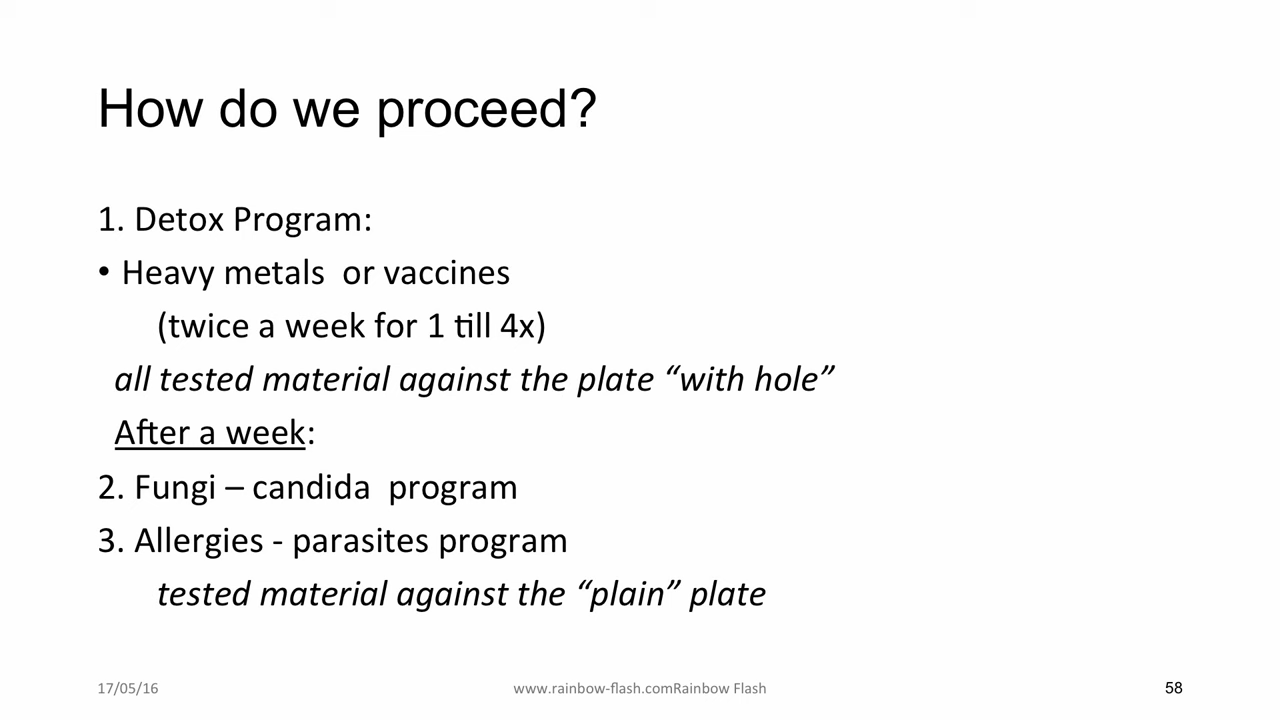 How do we proceed?
1. Detox Program:
• Heavy metals  or vaccines
(twice a week for 1 till 4x)
all tested material against the plate “with hole”
After a week:
2. Fungi – candida  program
3. Allergies - parasites program
tested material against the “plain” plate
17/05/16 www.rainbow-flash.comRainbow Flash 58